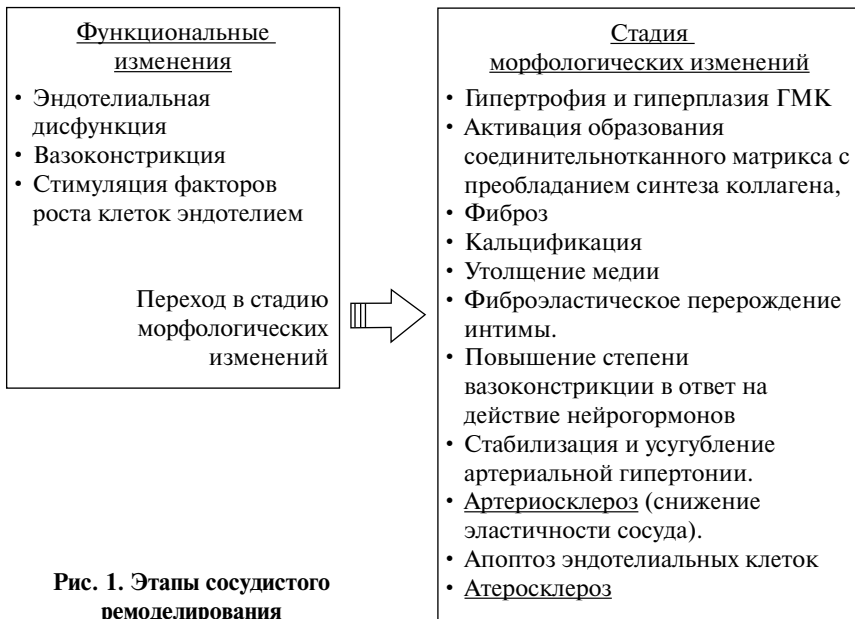 Функциональные
изменения
• Эндотелиальная
дисфункция
• Вазоконстрикция
• Стимуляция факторов
роста клеток эндотелием
Переход в стадию
морфологических
изменений
Стадия
морфологических изменений
• Гипертрофия и гиперплазия ГМК
• Активация образования
соединительнотканного матрикса с
преобладанием синтеза коллагена,
• Фиброз
• Кальцификация
• Утолщение медии
• Фиброэластическое перерождение
интимы.
• Повышение степени
вазоконстрикции в ответ на
действие нейрогормонов
• Стабилизация и усугубление
артериальной гипертонии.
• Артериосклероз (снижение
эластичности сосуда).
• Апоптоз эндотелиальных клеток
• Атеросклероз
Рис. 1. Этапы сосудистого
ремоделирования